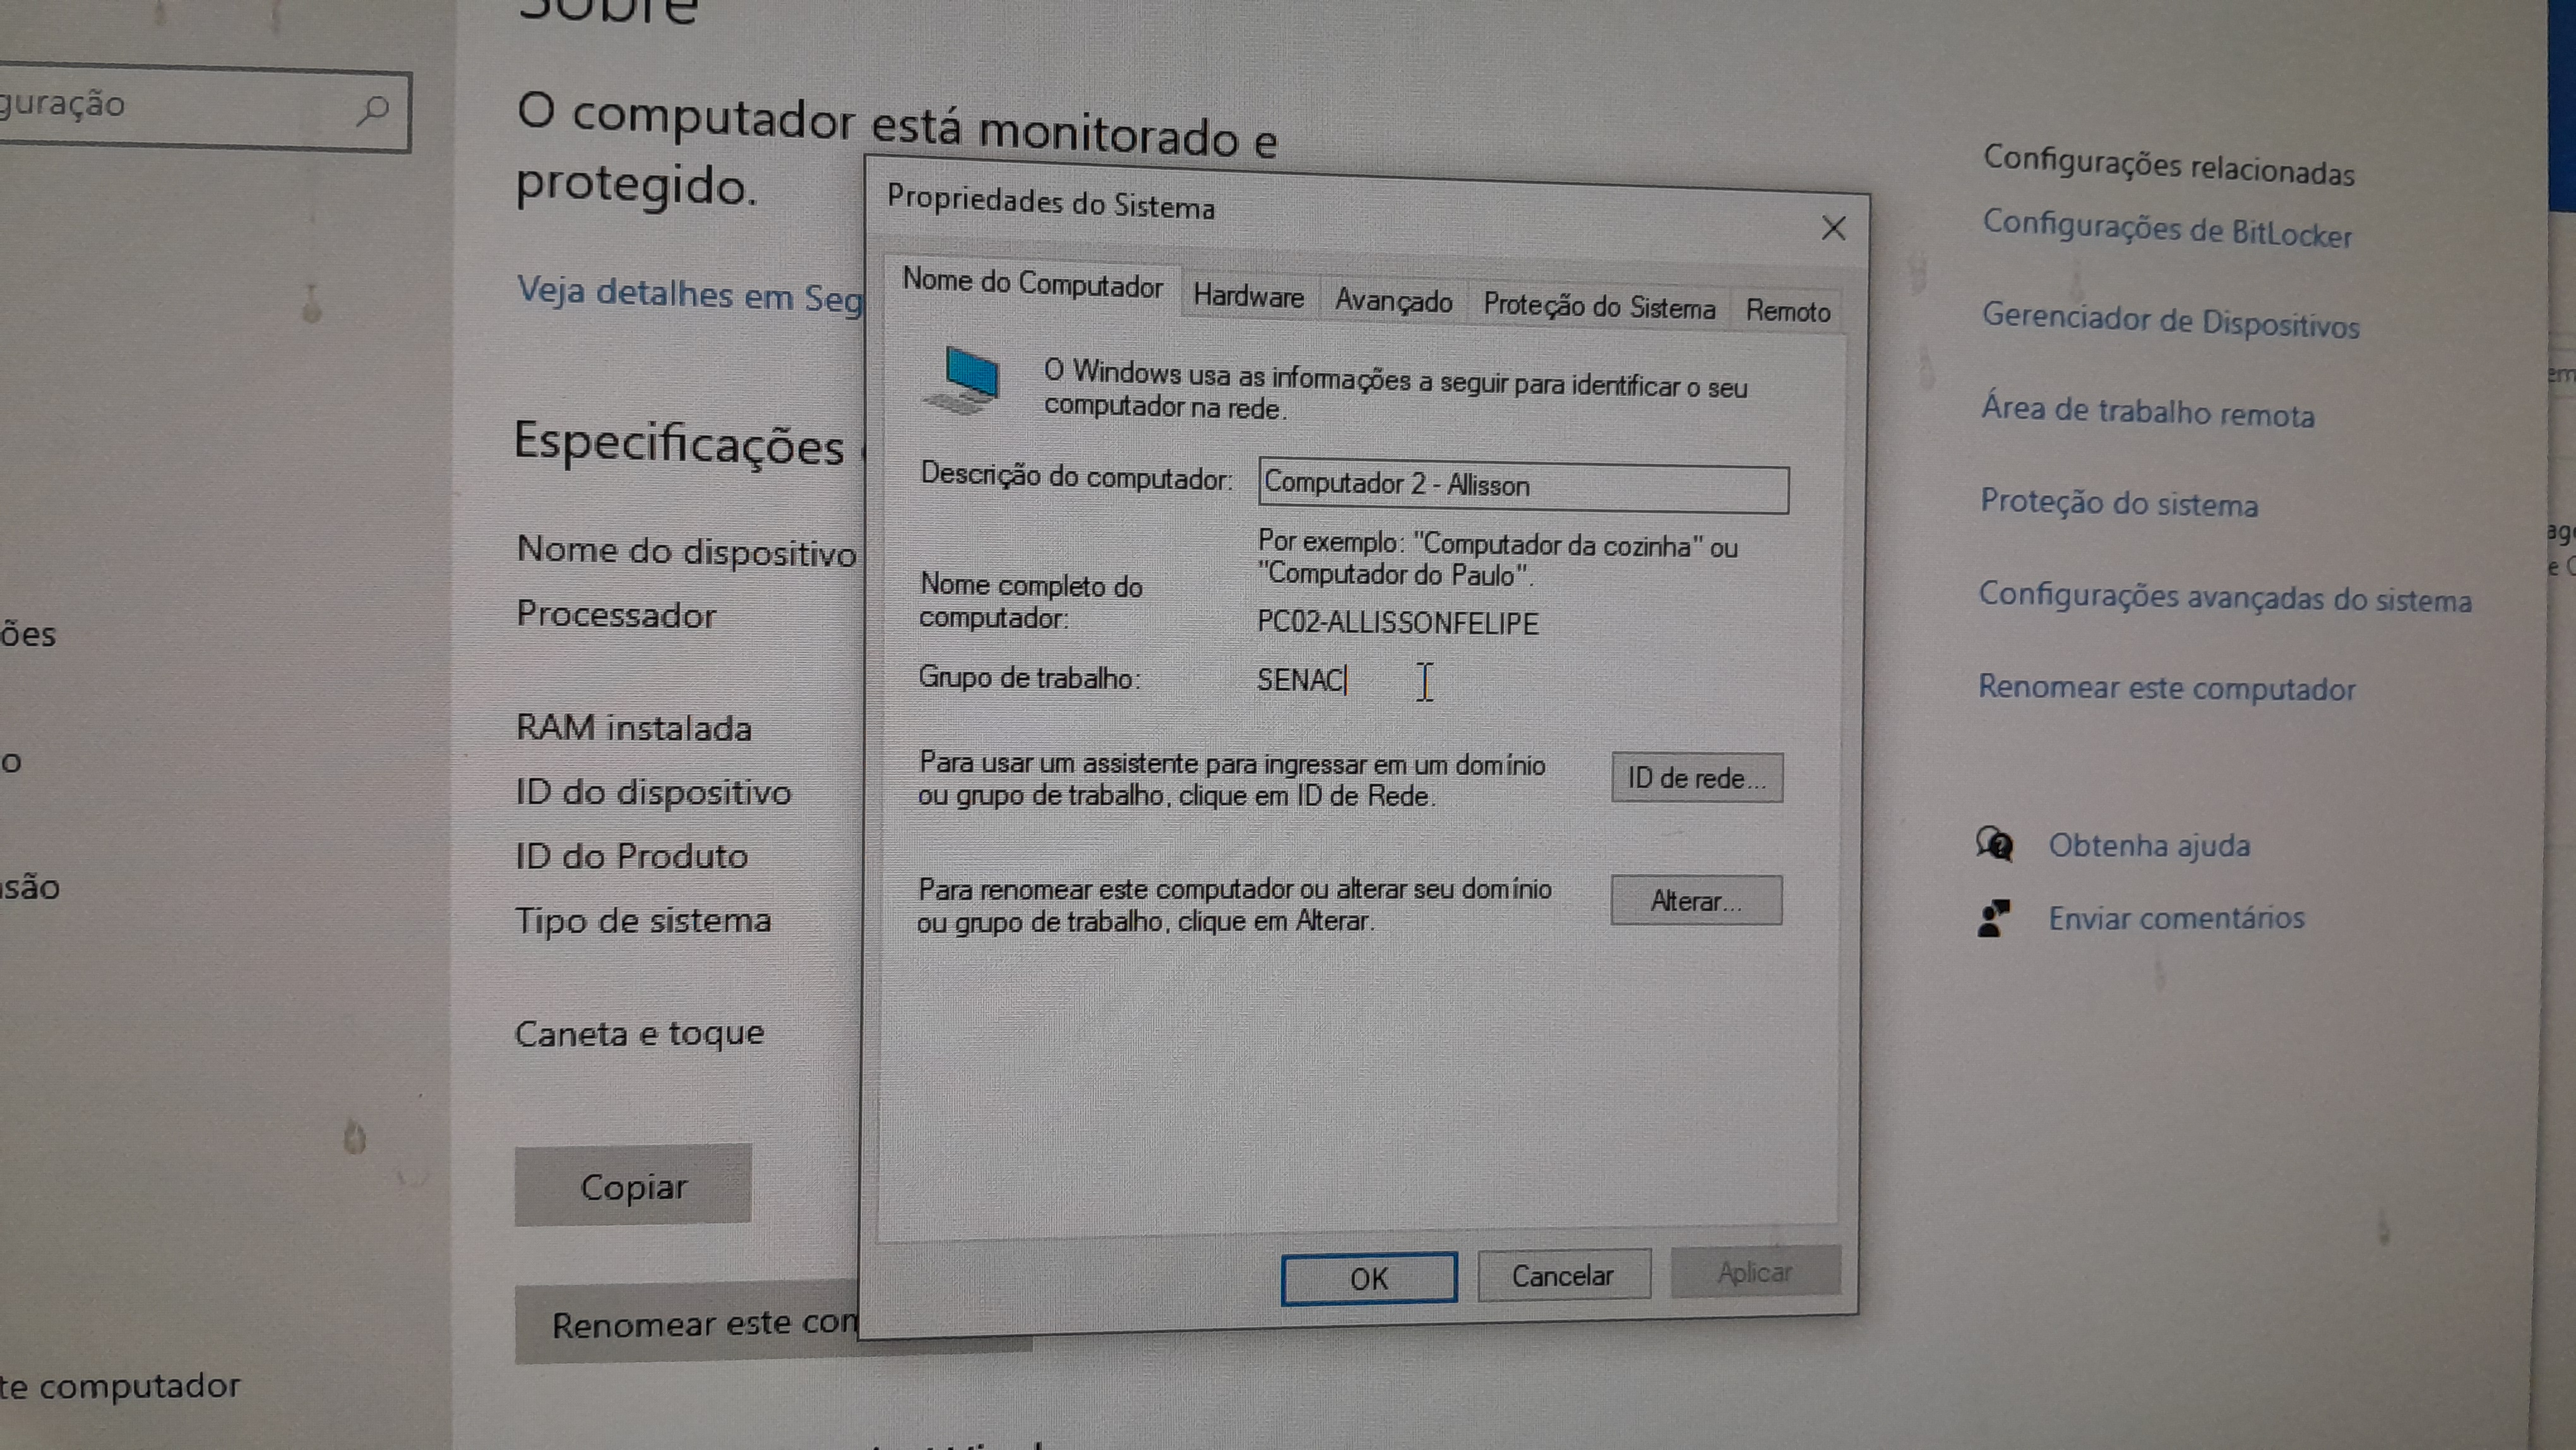 Sobre
guração
O computador está monitorado e
protegido.
Veja detalhes em Seg
Especificações
Nome do dispositivo
Processador
RAM instalada
ID do dispositivo
ID do Produto
Tipo de sistema
Caneta e toque
Copiar
Renomear este con
ões
o
são
te computador
Propriedades do Sistema
Nome do Computador
Hardware
Avançado
Proteção do Sistema
Remoto
O Windows usa as informações a seguir para identificar o seu
computador na rede.
Descrição do computador:
Computador 2 - Allisson
Por exemplo: "Computador da cozinha" ou
"Computador do Paulo".
Nome completo do
computador:
PC02-ALLISSONFELIPE
Grupo de trabalho:
SENAC
Para usar um assistente para ingressar em um domínio
ou grupo de trabalho, clique em ID de Rede.
ID de rede...
Para renomear este computador ou alterar seu domínio
ou grupo de trabalho, clique em Alterar.
Alterar...
OK
Cancelar
Aplicar
Configurações relacionadas
Configurações de BitLocker
Gerenciador de Dispositivos
Área de trabalho remota
Proteção do sistema
Configurações avançadas do sistema
Renomear este computador
Obtenha ajuda
Enviar comentários